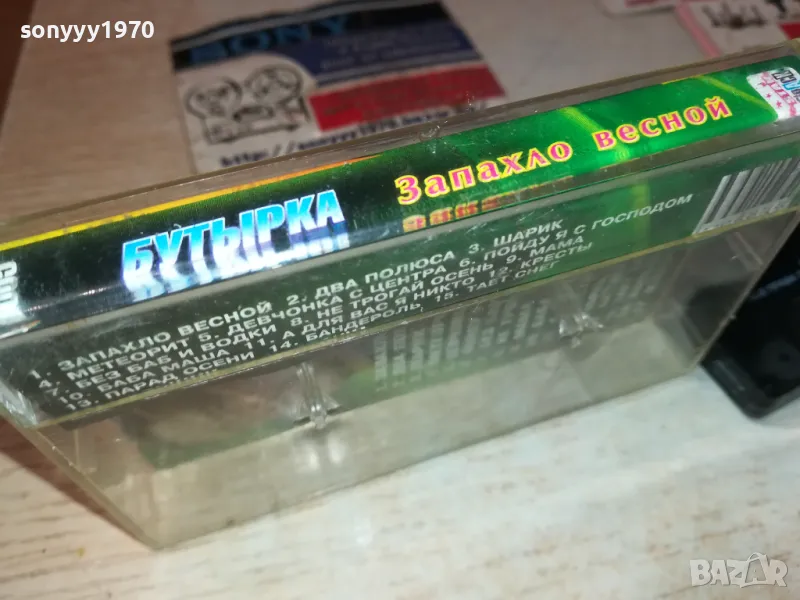 sonyyy1970
SONY
БУТЫРКА
Запахло весной
1. ЗАПАХЛО ВЕСНОЙ 2. ДВА ПОЛЮСА 3. ШАРИК
4. МЕТЕОРИТ 5. ДЕВЧОНКА С ЦЕНТРА 6. ПОЙДУ Я С ГОСПОДОМ
7. БЕЗ БАБ И ВОДКИ 8. НЕ ТРОГАЙ ОСЕНЬ 9. МАМА
10. БАБА МАША 11. А ДЛЯ ВАС Я НИКТО 12. КРЕСТЫ
13. ПАРАД ОСЕНИ 14. БАНДЕРОЛЬ, 15. ТАЕТ СНЕГ
BAZAR